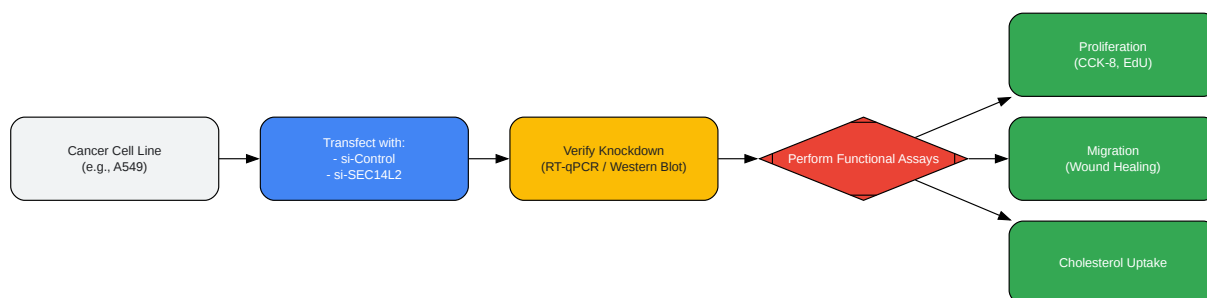 Cancer Cell Line
(e.g., A549)
Transfect with:
- si-Control
- si-SEC14L2
Verify Knockdown
(RT-qPCR / Western Blot)
Perform Functional Assays
Proliferation
(CCK-8, EdU)
Migration
(Wound Healing)
Cholesterol Uptake